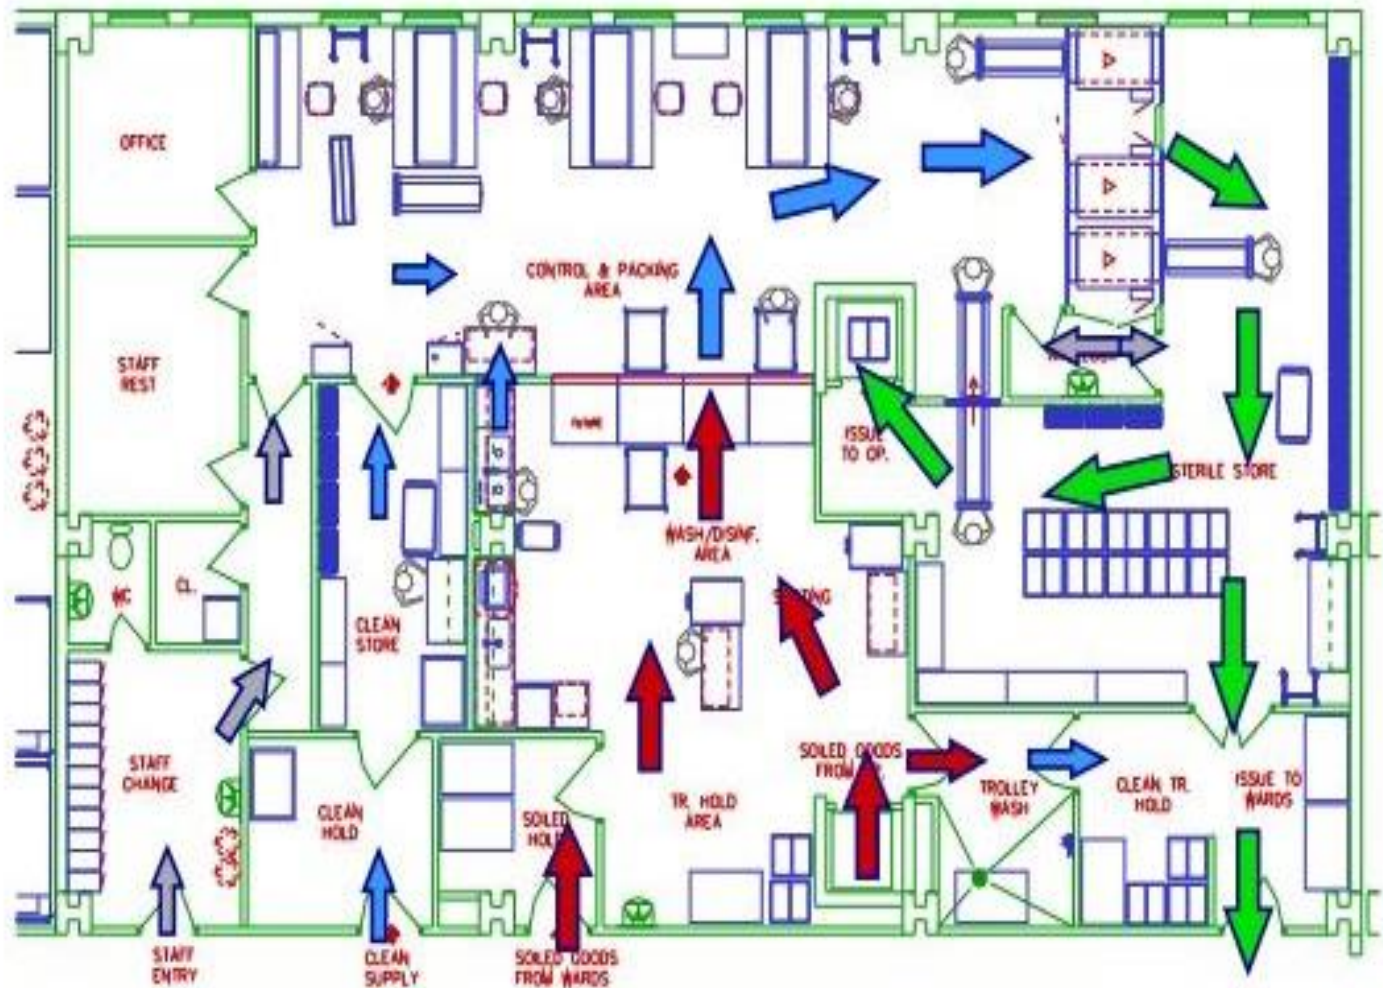 OFFICE
CONTROL & PACKING
AREA
STAFF
REST
ISSUE
TO OP.
STERILE STORE
WASH/DISINF.
AREA
WC
CL.
CLEAN
STORE
STAFF
CHANGE
CLEAN
HOLD
SOILED
TR. HOLD
AREA
SOILED GOODS
FROM
TROLLEY
WASH
CLEAN TR.
HOLD
ISSUE TO
WARDS
STAFF
ENTRY
CLEAN
SUPPLY
SOILED GOODS
FROM WARDS